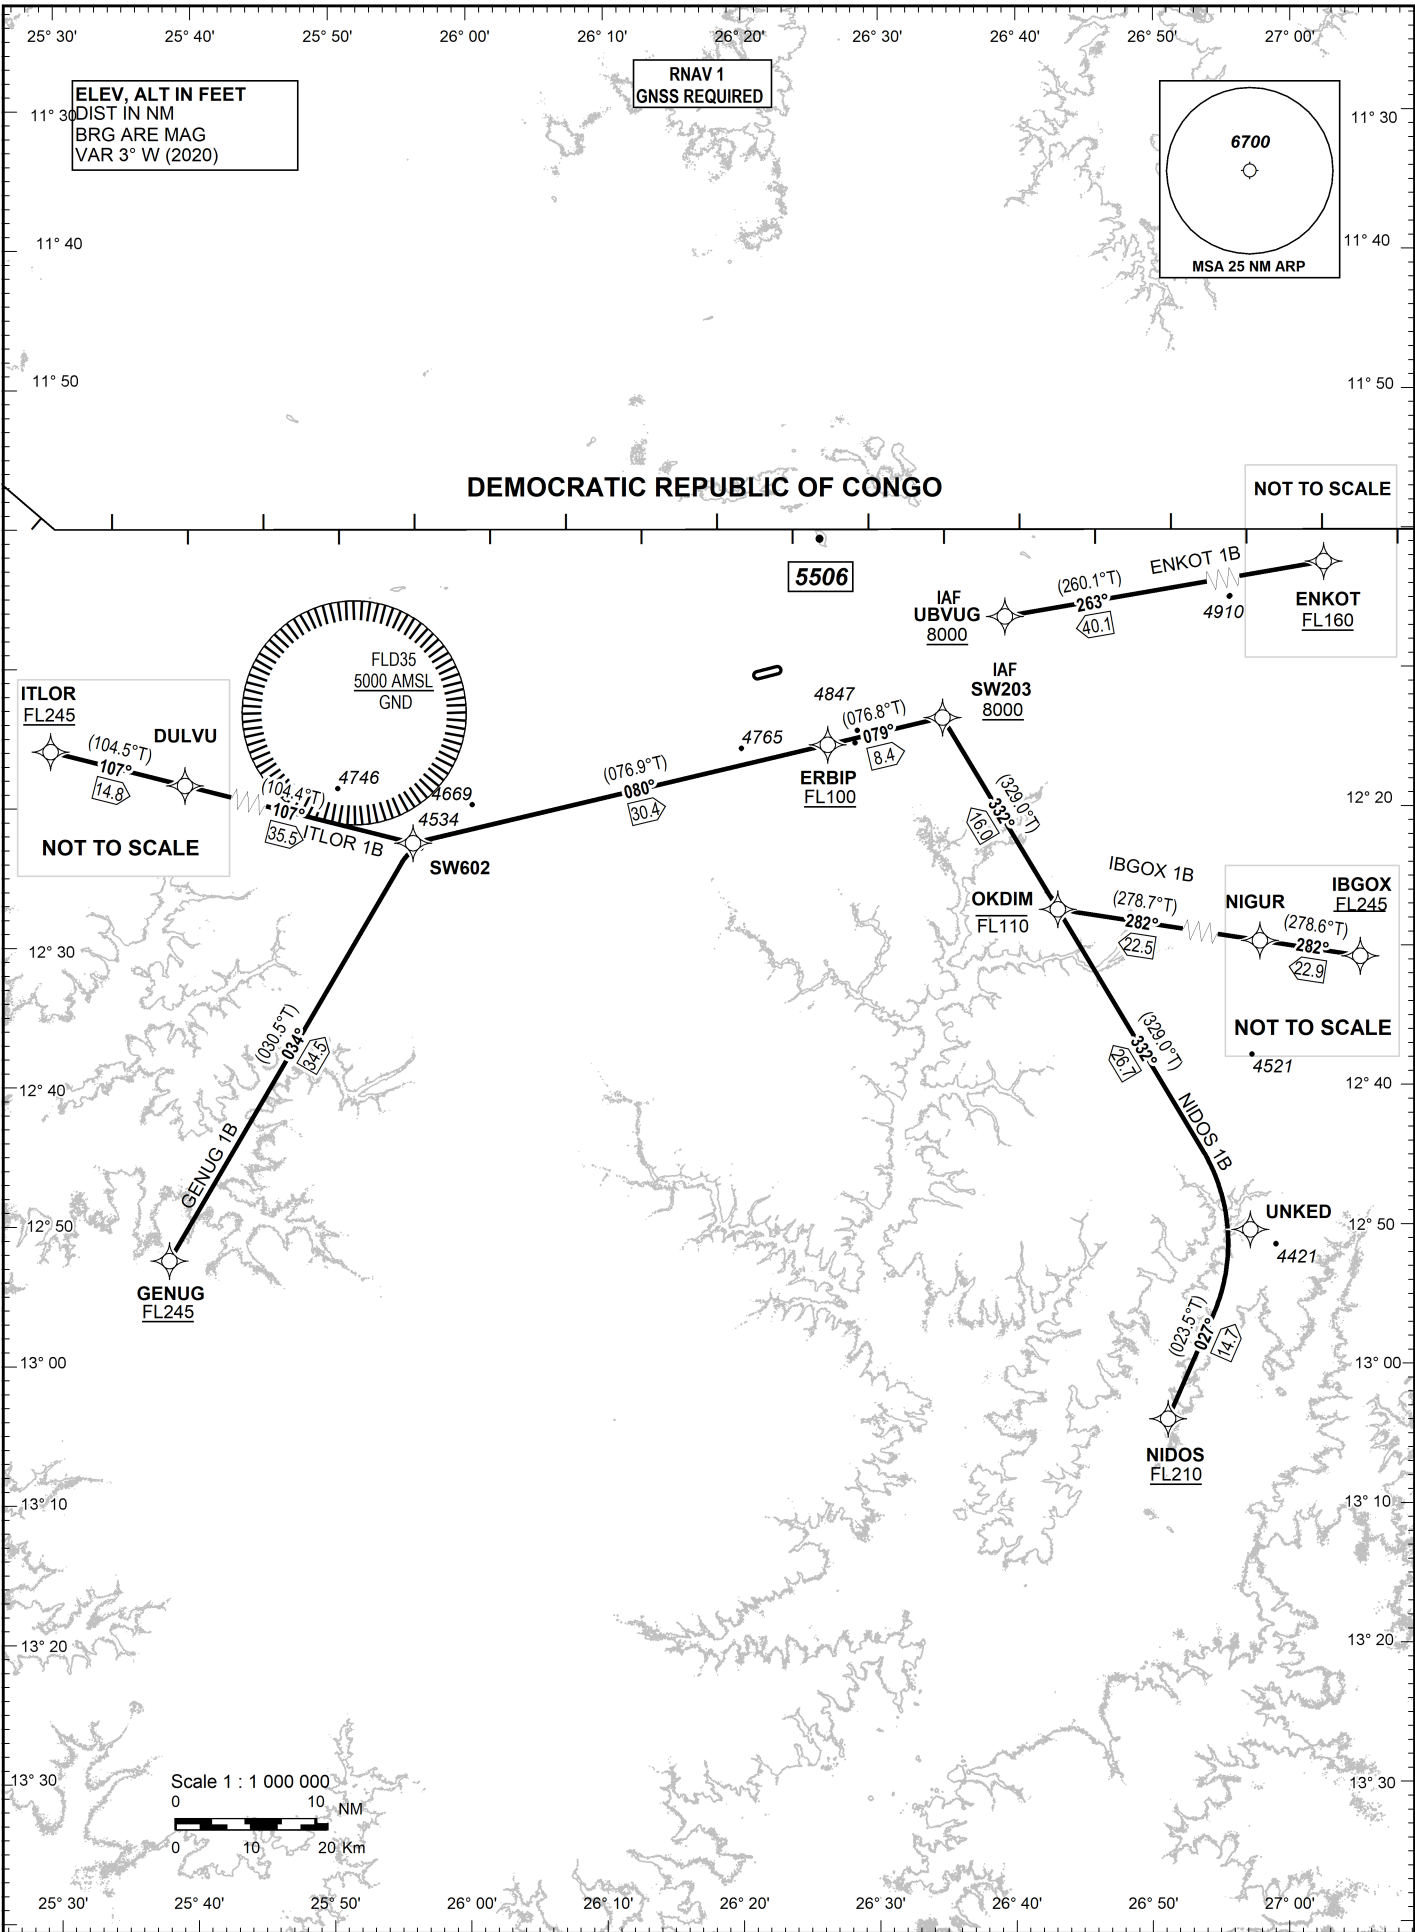 25° 30'
25° 40'
25° 50'
26° 00'
26° 10'
26° 20'
26° 30'
26° 40'
26° 50'
27° 00'
ELEV, ALT IN FEET
DIST IN NM
BRG ARE MAG
VAR 3° W (2020)
RNAV 1
GNSS REQUIRED
6700
MSA 25 NM ARP
11° 30
11° 30
11° 40
11° 40
11° 50
11° 50
DEMOCRATIC REPUBLIC OF CONGO
NOT TO SCALE
5506
ENKOT 1B
(260.1°T)
263°
40.1
4910
ENKOT
FL160
IAF
UBVUG
8000
IAF
SW203
8000
FLD35
5000 AMSL
GND
ITLOR
FL245
(104.5°T)
107°
14.8
DULVU
NOT TO SCALE
(104.4°T)
107°
35.5
ITLOR 1B
4746
4669
4534
SW602
(076.9°T)
080°
30.4
4765
4847
(076.8°T)
079°
8.4
ERBIP
FL100
12° 20
(329.0°T)
332°
16.0
OKDIM
FL110
IBGOX 1B
(278.7°T)
282°
22.5
NIGUR
IBGOX
FL245
(278.6°T)
282°
22.9
NOT TO SCALE
4521
12° 30
(030.5°T)
034°
34.5
GENUG 1B
(329.0°T)
332°
26.7
NIDOS 1B
12° 40
12° 40
12° 50
12° 50
UNKED
4421
GENUG
FL245
(023.5°T)
027°
14.7
13° 00
13° 00
NIDOS
FL210
13° 10
13° 10
13° 20
13° 20
13° 30
13° 30
Scale 1 : 1 000 000
0 10 NM
0 10 20 Km
25° 30'
25° 40'
25° 50'
26° 00'
26° 10'
26° 20'
26° 30'
26° 40'
26° 50'
27° 00'